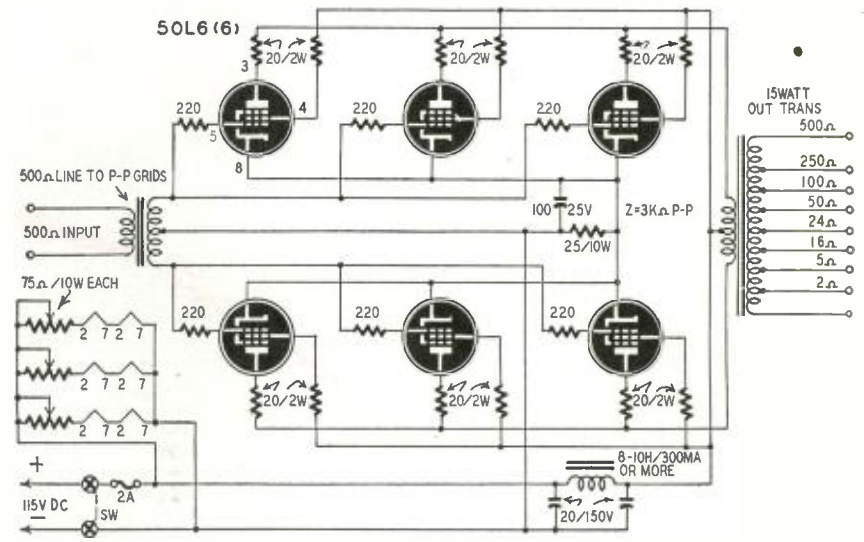 50L6(6)
20/2W
20/2W
20/2W
3
4
5
8
220
220
220
15WATT
OUT TRANS
500Ω
250Ω
100Ω
50Ω
24Ω
16Ω
5Ω
2Ω
500Ω LINE TO P-P GRIDS
500Ω INPUT
100
25V
25/10W
Z=3KΩ P-P
75Ω/10W EACH
2 7 2 7
2 7 2 7
2 7 2 7
220
220
220
20/2W
20/2W
20/2W
8-10H/300MA
OR MORE
20/150V
+
115V DC
−
SW
2A